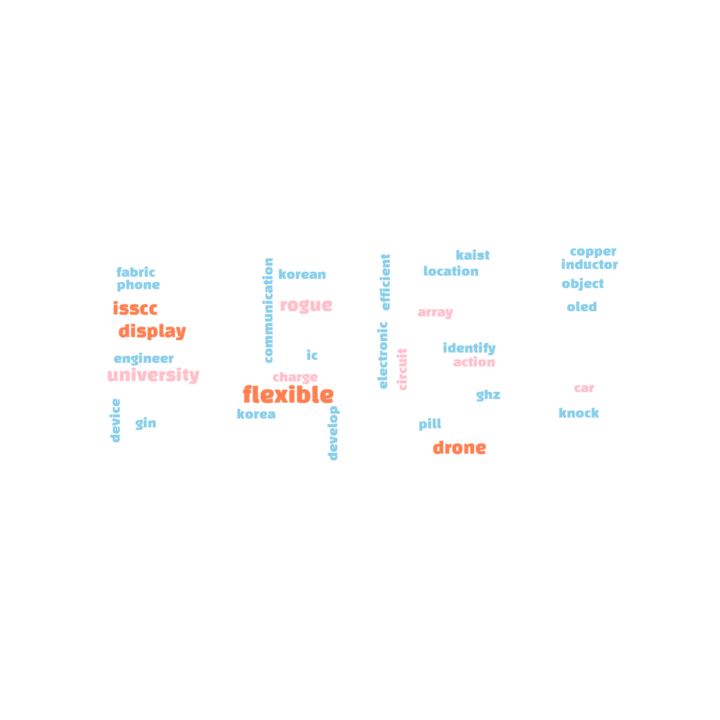 fabric
phone
isscc
display
engineer
university
device
gin
communication
korean
rogue
ic
charge
flexible
korea
develop
efficient
electronic
circuit
kaist
location
array
identify
action
ghz
pill
drone
copper
inductor
object
oled
car
knock